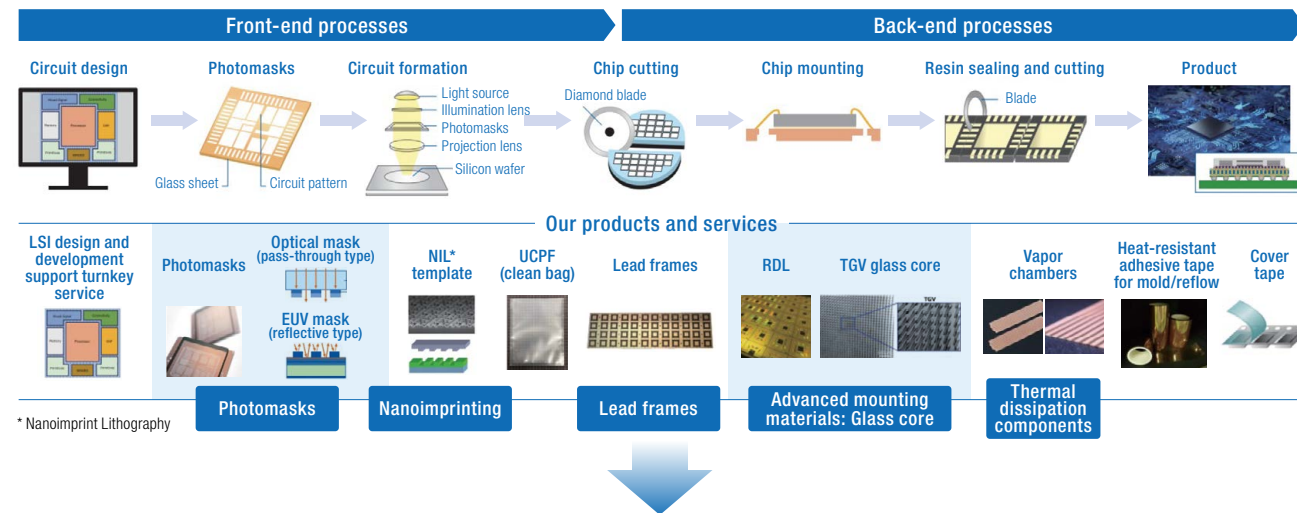 Front-end processes
Back-end processes
Circuit design
Photomasks
Circuit formation
Chip cutting
Chip mounting
Resin sealing and cutting
Product
Processor
Glass sheet
Circuit pattern
Light source
Illumination lens
Photomasks
Projection lens
Silicon wafer
Diamond blade
Blade
Our products and services
LSI design and
development
support turnkey
service
Processor
Photomasks
Optical mask
(pass-through type)
EUV mask
(reflective type)
NIL*
template
UCPF
(clean bag)
Lead frames
RDL
TGV glass core
TGV
Vapor
chambers
Heat-resistant
adhesive tape
for mold/reflow
Cover
tape
Photomasks
Nanoimprinting
Lead frames
Advanced mounting
materials: Glass core
Thermal
dissipation
components
* Nanoimprint Lithography